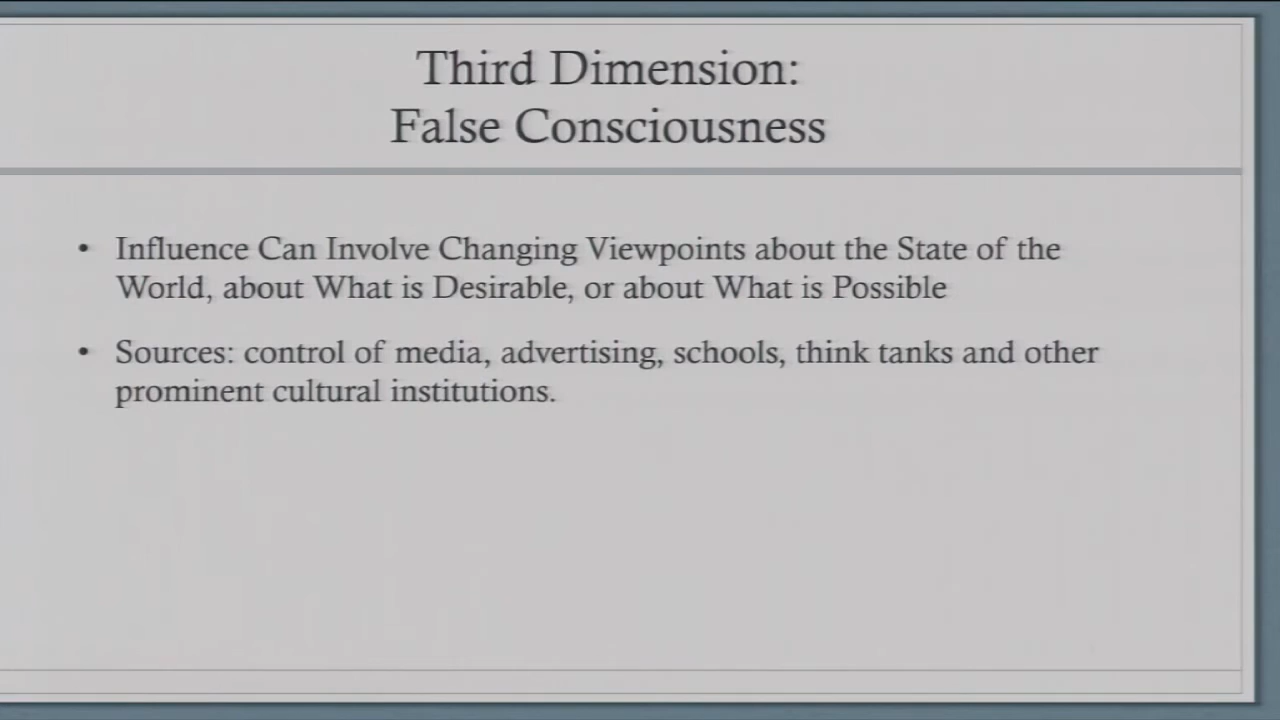 Third Dimension:
False Consciousness
• Influence Can Involve Changing Viewpoints about the State of the
World, about What is Desirable, or about What is Possible
• Sources: control of media, advertising, schools, think tanks and other
prominent cultural institutions.